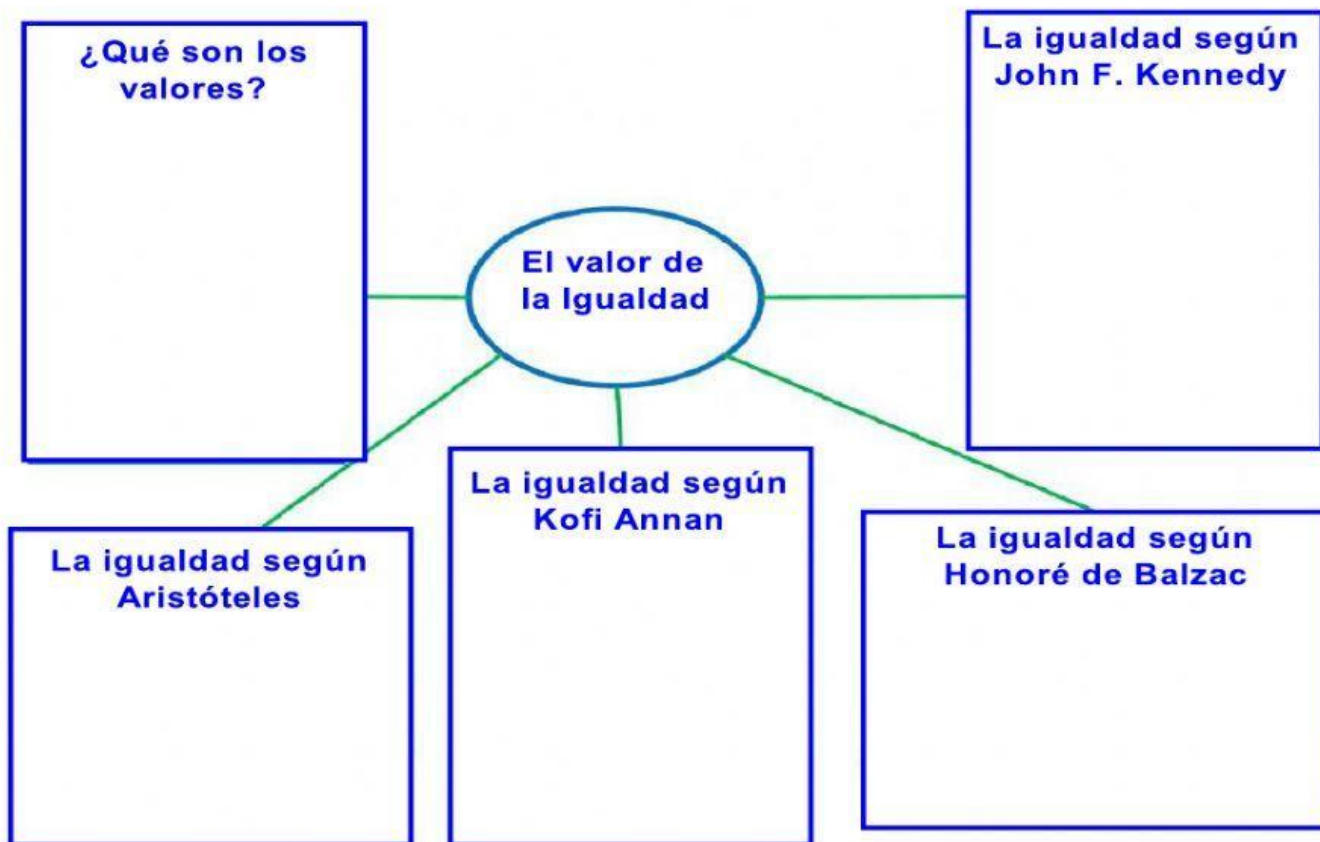 ¿Qué son los
valores?
La igualdad según
John F. Kennedy
El valor de
la Igualdad
La igualdad según
Aristóteles
La igualdad según
Kofi Annan
La igualdad según
Honoré de Balzac